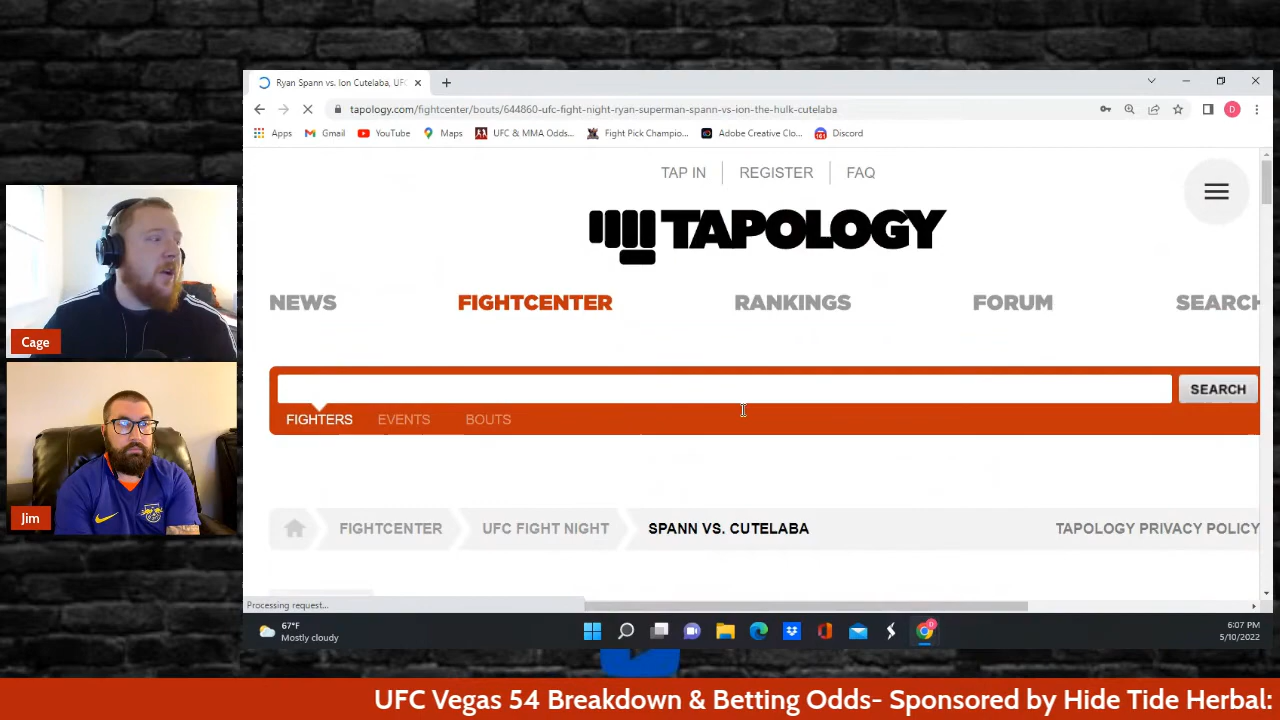 Ryan Spann vs. Ion Cutelaba, UFC
tapology.com/fightcenter/bouts/644860-ufc-fight-night-ryan-superman-spann-vs-ion-the-hulk-cutelaba
D
Apps Gmail YouTube Maps UFC & MMA Odds... Fight Pick Champio... Adobe Creative Clo... Discord
TAP IN REGISTER FAQ
TAPOLOGY
NEWS FIGHTCENTER RANKINGS FORUM SEARCH
SEARCH
FIGHTERS EVENTS BOUTS
FIGHTCENTER UFC FIGHT NIGHT SPANN VS. CUTELABA TAPOLOGY PRIVACY POLICY
Processing request...
67°F
Mostly cloudy
6:07 PM
5/10/2022
Cage
Jim
UFC Vegas 54 Breakdown & Betting Odds- Sponsored by Hide Tide Herbal: